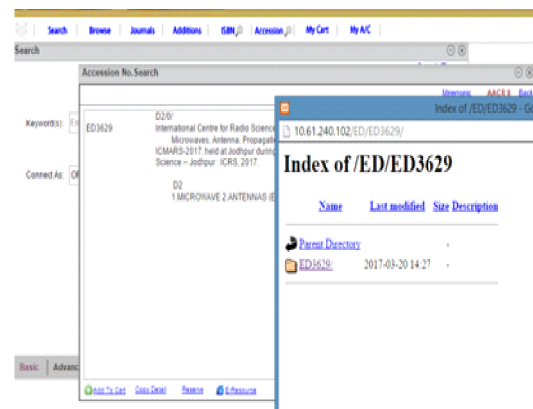 Search Browse Journals Additions ISBN Accession My Cart My A/C
Search
Accession No. Search
Mnemonic AACR II Back
Index of /ED/ED3629 - Go
Keyword(s):
ED3629
D2/0/
International Centre for Radio Science
Microwaves, Antenna, Propagat
ICMARS-2017. held at Jodhpur during
Science – Jodhpur : ICRS, 2017.
D2
1.MICROWAVE 2.ANTENNAS (E
10.61.240.102/ED/ED3629/
Index of /ED/ED3629
Name Last modified Size Description
Parent Directory -
ED3629/ 2017-03-20 14:27 -
Basic Advanc
Add To Cart Copy Detail Reserve E-Resource